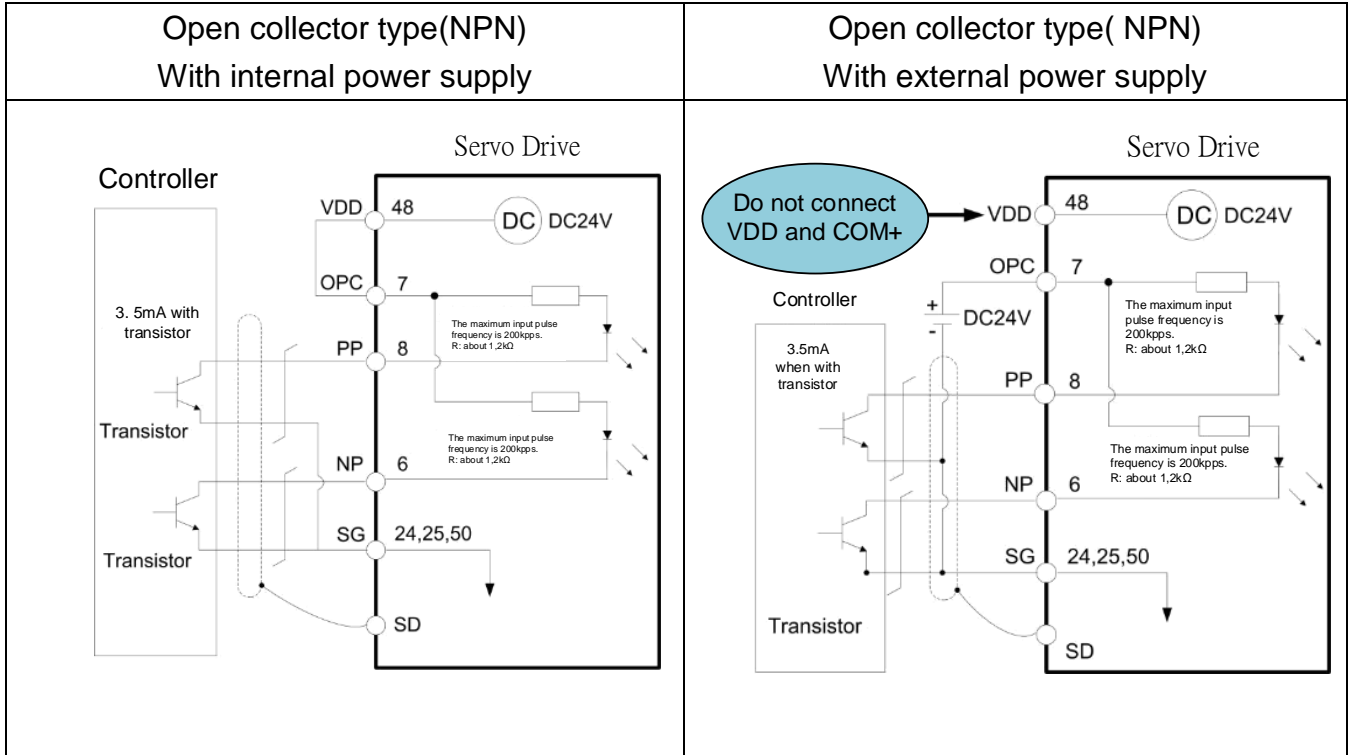 Open collector type(NPN)
With internal power supply
Open collector type( NPN)
With external power supply
Servo Drive
Controller
VDD
48
DC
DC24V
OPC
7
3. 5mA with
transistor
The maximum input pulse
frequency is 200kpps.
R: about 1,2kΩ
PP
8
Transistor
The maximum input pulse
frequency is 200kpps.
R: about 1,2kΩ
NP
6
SG
24,25,50
Transistor
SD
Servo Drive
Do not connect
VDD and COM+
VDD
48
DC
DC24V
OPC
7
Controller
+
DC24V
-
The maximum input
pulse frequency is
200kpps.
R: about 1,2kΩ
3.5mA
when with
transistor
PP
8
The maximum input pulse
frequency is 200kpps.
R: about 1,2kΩ
NP
6
SG
24,25,50
Transistor
SD